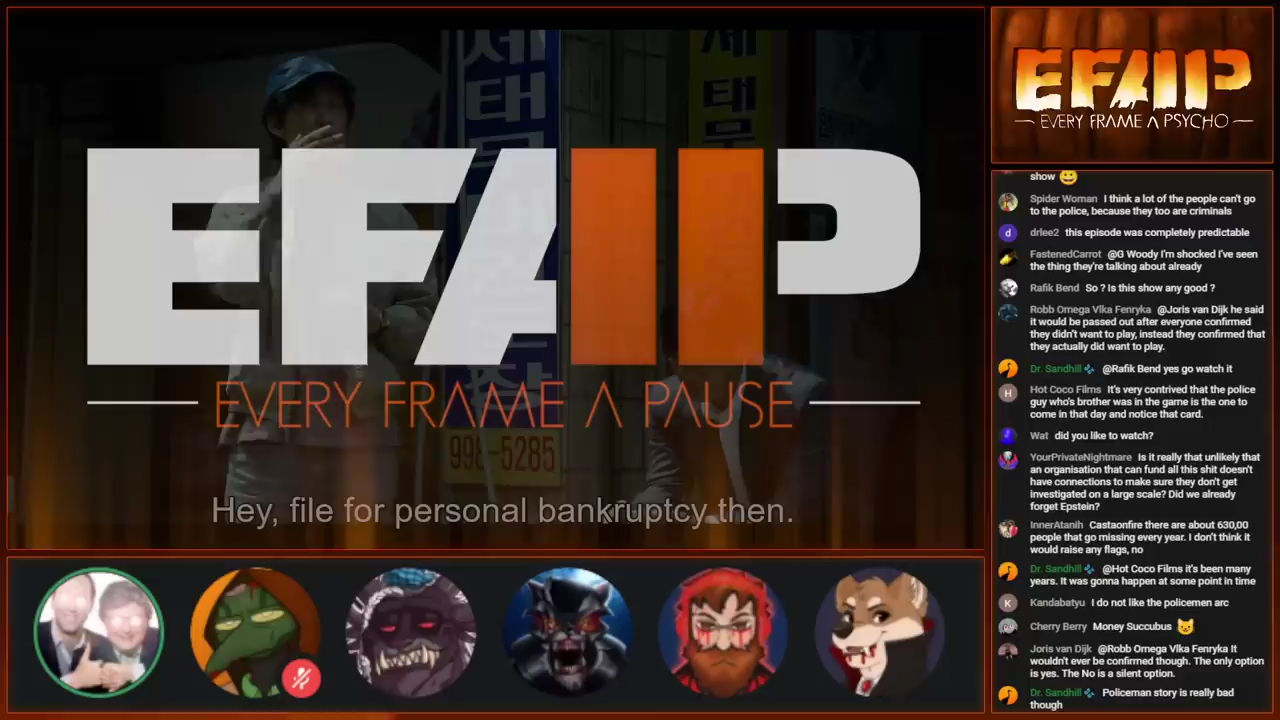 세
태
세
태
무
998-5285
EFAIIP
EVERY FRAME A PAUSE
Hey, file for personal bankruptcy then.
EFAIIP
EVERY FRAME A PSYCHO
show 😀
Spider Woman I think a lot of the people can't go
to the police, because they too are criminals
d
drlee2 this episode was completely predictable
FastenedCarrot @G Woody I'm shocked I've seen
the thing they're talking about already
Rafik Bend So ? Is this show any good ?
Robb Omega Vlka Fenryka @Joris van Dijk he said
it would be passed out after everyone confirmed
they didn't want to play, instead they confirmed that
they actually did want to play.
Dr. Sandhill @Rafik Bend yes go watch it
H
Hot Coco Films It's very contrived that the police
guy who's brother was in the game is the one to
come in that day and notice that card.
Wat did you like to watch?
YourPrivateNightmare Is it really that unlikely that
an organisation that can fund all this shit doesn't
have connections to make sure they don't get
investigated on a large scale? Did we already
forget Epstein?
InnerAtanih Castaonfire there are about 630,00
people that go missing every year. I don't think it
would raise any flags, no
Dr. Sandhill @Hot Coco Films it's been many
years. It was gonna happen at some point in time
K
Kandabatyu I do not like the policemen arc
Cherry Berry Money Succubus 😺
Joris van Dijk @Robb Omega Vlka Fenryka It
wouldn't ever be confirmed though. The only option
is yes. The No is a silent option.
Dr. Sandhill Policeman story is really bad
though